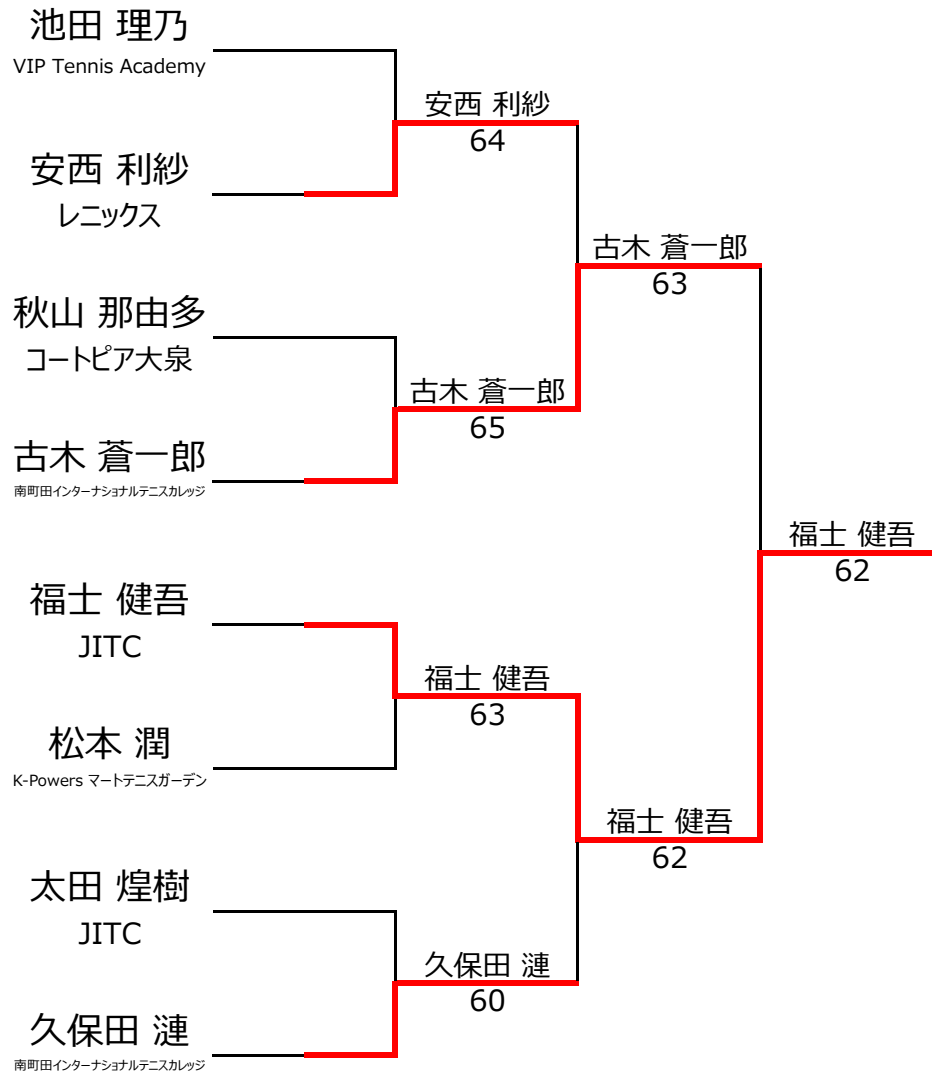 池田 理乃
VIP Tennis Academy
安西 利紗
64
安西 利紗
レニックス
古木 蒼一郎
63
秋山 那由多
コートピア大泉
古木 蒼一郎
65
古木 蒼一郎
南町田インターナショナルテニスカレッジ
福士 健吾
62
福士 健吾
JITC
福士 健吾
63
松本 潤
K-Powers マートテニスガーデン
福士 健吾
62
太田 煌樹
JITC
久保田 漣
60
久保田 漣
南町田インターナショナルテニスカレッジ